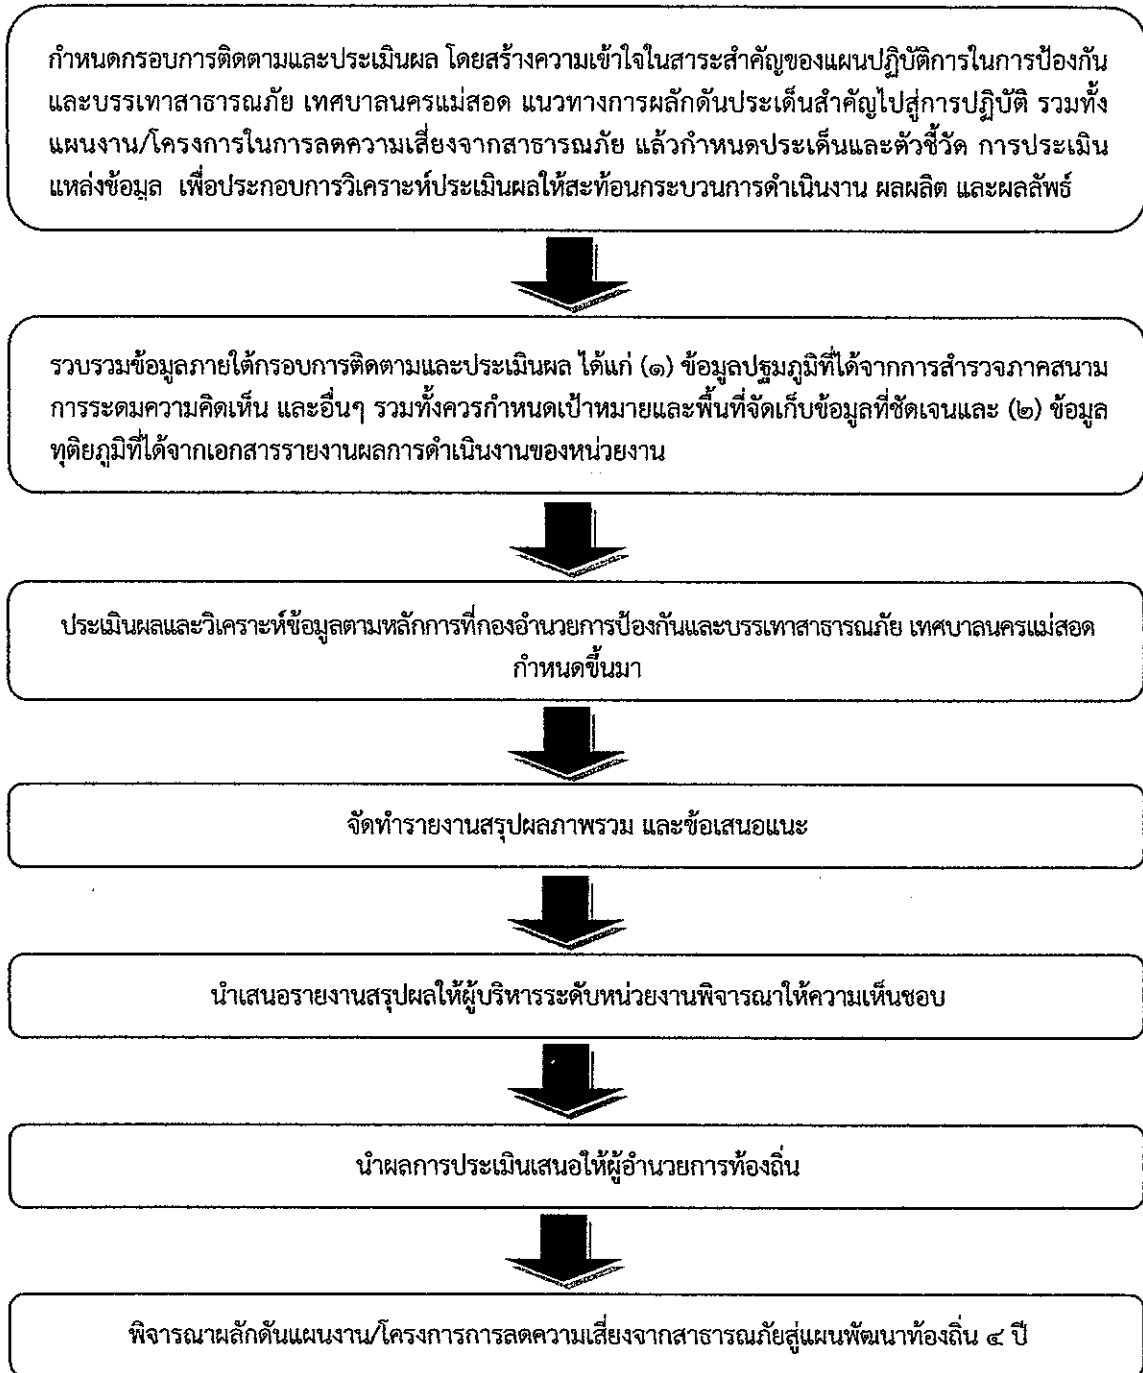 กำหนดกรอบการติดตามและประเมินผล โดยสร้างความเข้าใจในสาระสำคัญของแผนปฏิบัติการในการป้องกัน
และบรรเทาสาธารณภัย เทศบาลนครแม่สอด แนวทางการผลักดันประเด็นสำคัญไปสู่การปฏิบัติ รวมทั้ง
แผนงาน/โครงการในการลดความเสี่ยงจากสาธารณภัย แล้วกำหนดประเด็นและตัวชี้วัด การประเมิน
แหล่งข้อมูล เพื่อประกอบการวิเคราะห์ประเมินผลให้สะท้อนกระบวนการดำเนินงาน ผลผลิต และผลลัพธ์
รวบรวมข้อมูลภายใต้กรอบการติดตามและประเมินผล ได้แก่ (๑) ข้อมูลปฐมภูมิที่ได้จากการสำรวจภาคสนาม
การระดมความคิดเห็น และอื่นๆ รวมทั้งควรกำหนดเป้าหมายและพื้นที่จัดเก็บข้อมูลที่ชัดเจนและ (๒) ข้อมูล
ทุติยภูมิที่ได้จากเอกสารรายงานผลการดำเนินงานของหน่วยงาน
ประเมินผลและวิเคราะห์ข้อมูลตามหลักการที่กองอำนวยการป้องกันและบรรเทาสาธารณภัย เทศบาลนครแม่สอด
กำหนดขึ้นมา
จัดทำรายงานสรุปผลภาพรวม และข้อเสนอแนะ
นำเสนอรายงานสรุปผลให้ผู้บริหารระดับหน่วยงานพิจารณาให้ความเห็นชอบ
นำผลการประเมินเสนอให้ผู้อำนวยการท้องถิ่น
พิจารณาผลักดันแผนงาน/โครงการการลดความเสี่ยงจากสาธารณภัยสู่แผนพัฒนาท้องถิ่น ๔ ปี